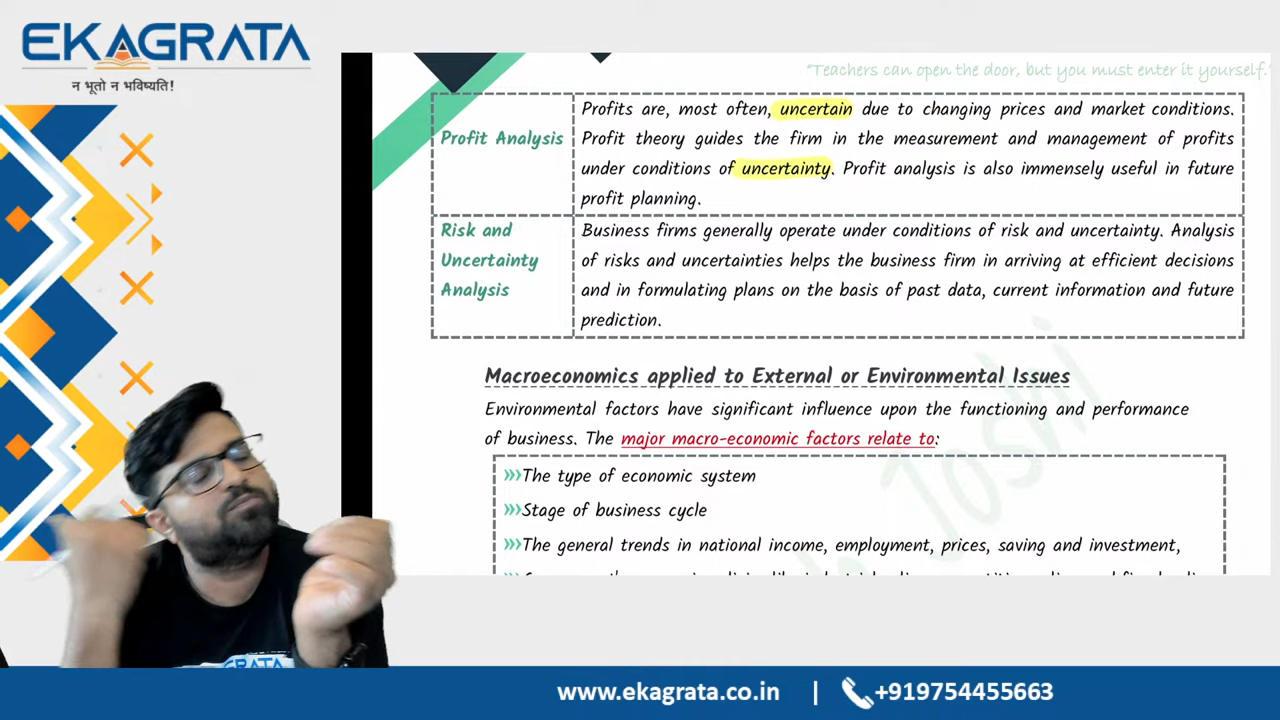 EKAGRATA
न भूतो न भविष्यति!
"Teachers can open the door, but you must enter it yourself."
Profit Analysis
Profits are, most often, uncertain due to changing prices and market conditions.
Profit theory guides the firm in the measurement and management of profits
under conditions of uncertainty. Profit analysis is also immensely useful in future
profit planning.
Risk and
Uncertainty
Analysis
Business firms generally operate under conditions of risk and uncertainty. Analysis
of risks and uncertainties helps the business firm in arriving at efficient decisions
and in formulating plans on the basis of past data, current information and future
prediction.
Macroeconomics applied to External or Environmental Issues
Environmental factors have significant influence upon the functioning and performance
of business. The major macro-economic factors relate to:
»»The type of economic system
»»Stage of business cycle
»»The general trends in national income, employment, prices, saving and investment,
Joshi
EKAGRATA
www.ekagrata.co.in | +919754455663